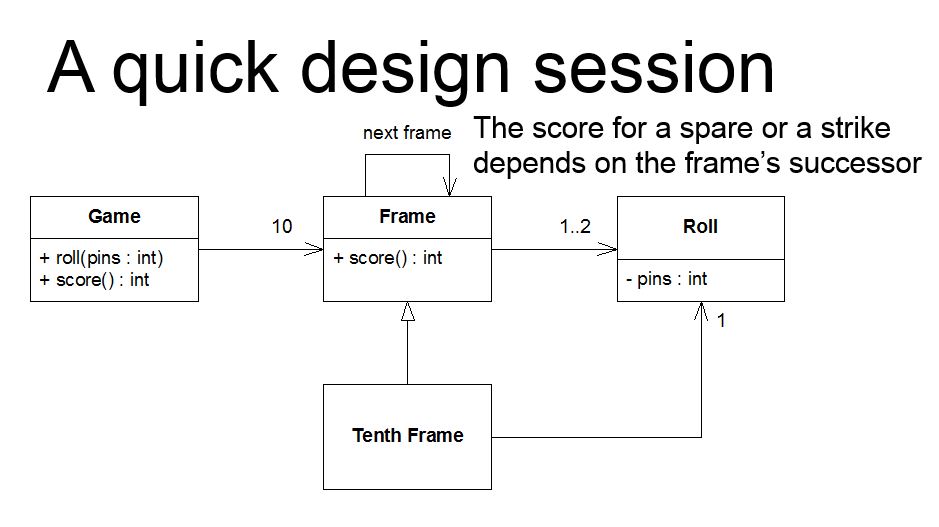 A quick design session
next frame
The score for a spare or a strike
depends on the frame's successor
Game
+ roll(pins : int)
+ score() : int
10
Frame
+ score() : int
1..2
Roll
- pins : int
1
Tenth Frame